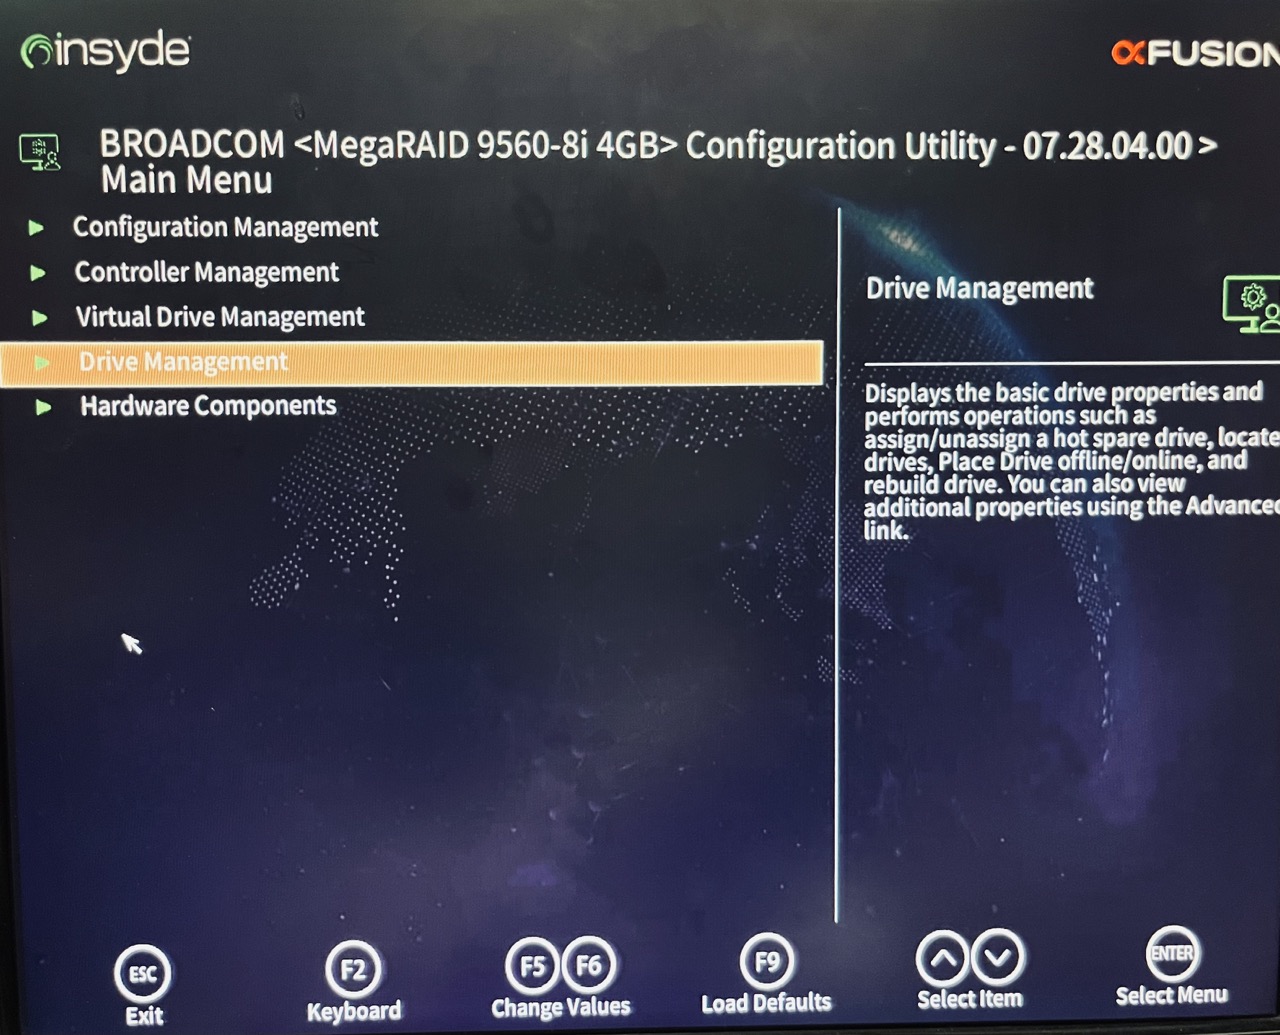 insyde
FUSION
BROADCOM <MegaRAID 9560-8i 4GB> Configuration Utility - 07.28.04.00 >
Main Menu
Configuration Management
Controller Management
Virtual Drive Management
Drive Management
Hardware Components
Drive Management
Displays the basic drive properties and
performs operations such as
assign/unassign a hot spare drive, locate
drives, Place Drive offline/online, and
rebuild drive. You can also view
additional properties using the Advanced
link.
ESC
Exit
F2
Keyboard
F5 F6
Change Values
F9
Load Defaults
Select Item
ENTER
Select Menu